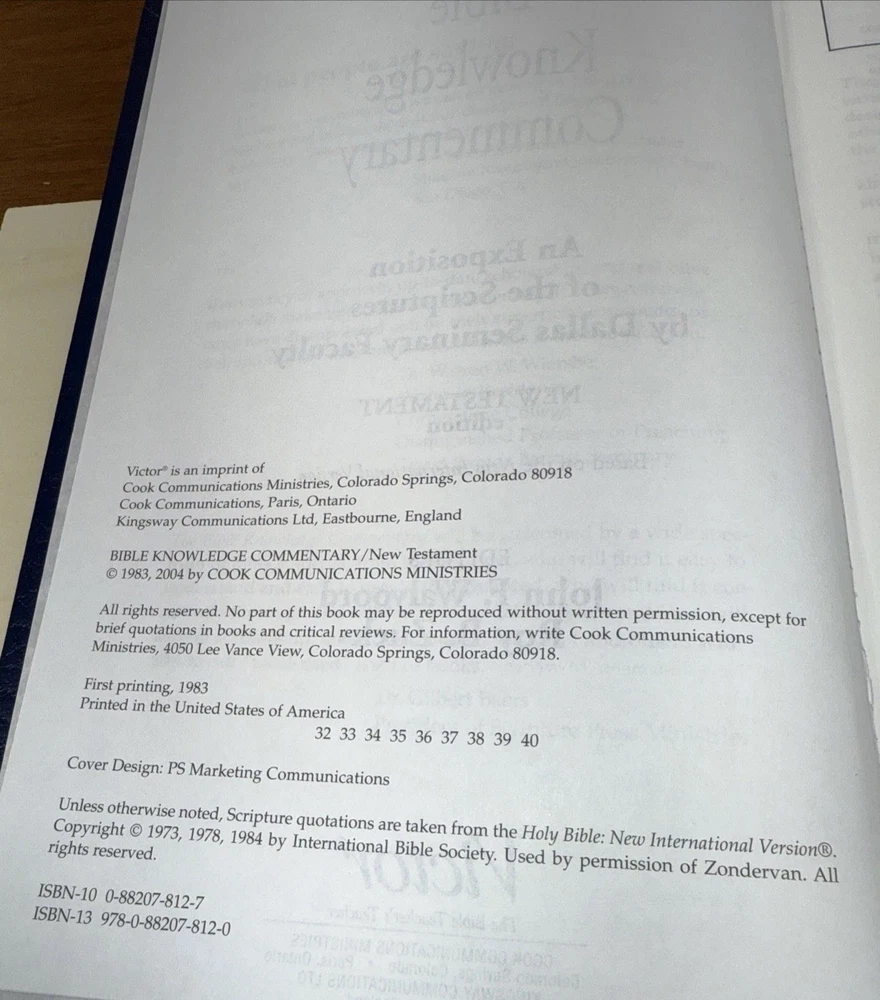 Victor® is an imprint of
Cook Communications Ministries, Colorado Springs, Colorado 80918
Cook Communications, Paris, Ontario
Kingsway Communications Ltd, Eastbourne, England
BIBLE KNOWLEDGE COMMENTARY/New Testament
© 1983, 2004 by COOK COMMUNICATIONS MINISTRIES
All rights reserved. No part of this book may be reproduced without written permission, except for
brief quotations in books and critical reviews. For information, write Cook Communications
Ministries, 4050 Lee Vance View, Colorado Springs, Colorado 80918.
First printing, 1983
Printed in the United States of America
32 33 34 35 36 37 38 39 40
Cover Design: PS Marketing Communications
Unless otherwise noted, Scripture quotations are taken from the Holy Bible: New International Version®.
Copyright © 1973, 1978, 1984 by International Bible Society. Used by permission of Zondervan. All
rights reserved.
ISBN-10 0-88207-812-7
ISBN-13 978-0-88207-812-0